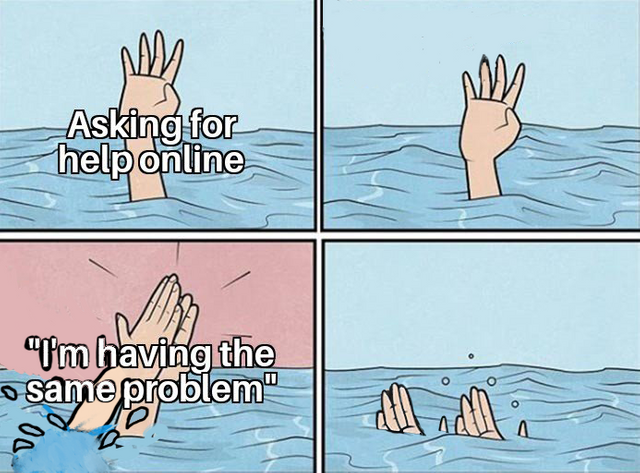 Asking for
help online
"I'm having the
same problem"